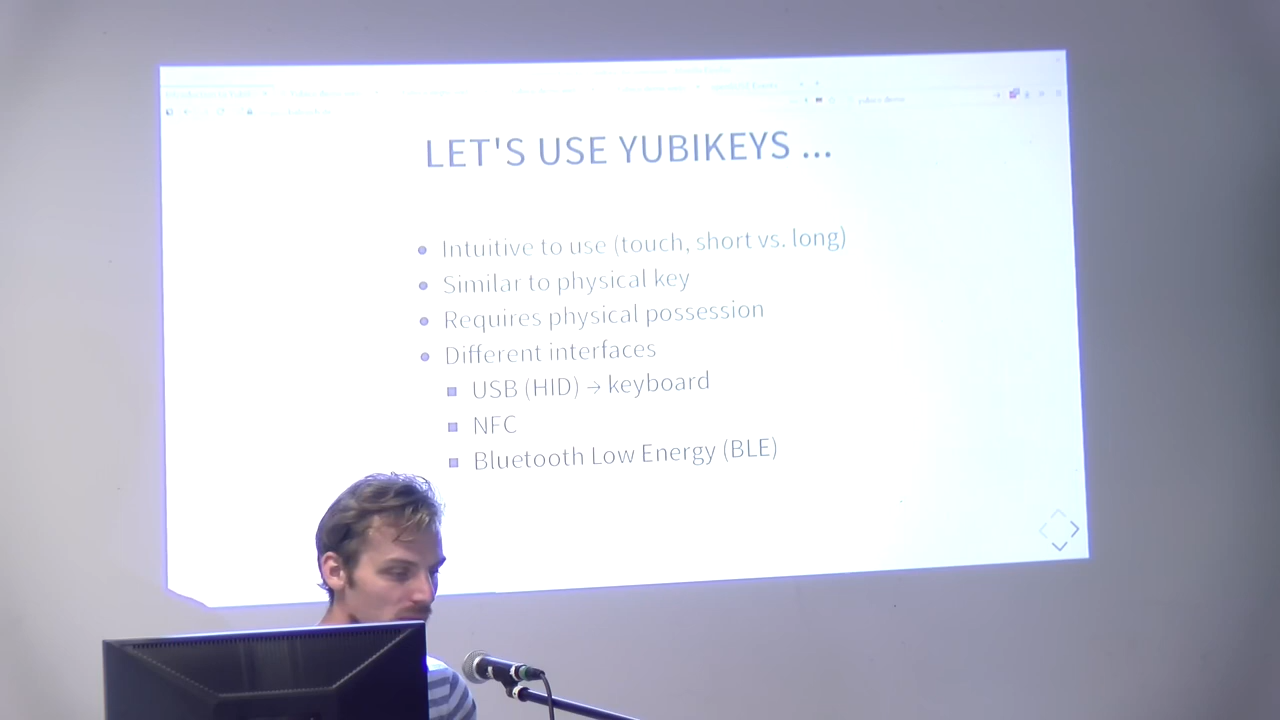 LET'S USE YUBIKEYS ...
Intuitive to use (touch, short vs. long)
Similar to physical key
Requires physical possession
Different interfaces
USB (HID) → keyboard
NFC
Bluetooth Low Energy (BLE)